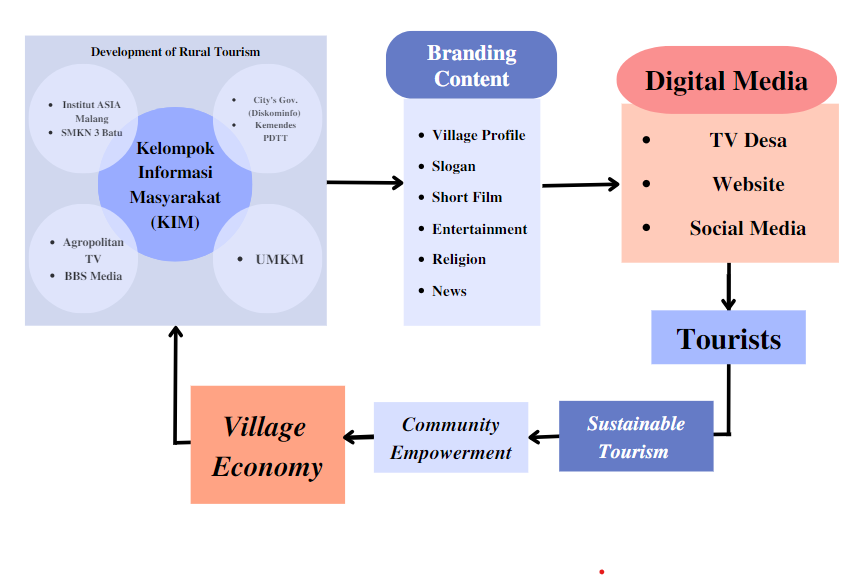 Development of Rural Tourism
• Institut ASIA
Malang
• SMKN 3 Batu
• City's Gov.
(Diskominfo)
• Kemendes
PDTT
Kelompok
Informasi
Masyarakat
(KIM)
• Agropolitan
TV
• BBS Media
• UMKM
Branding
Content
• Village Profile
• Slogan
• Short Film
• Entertainment
• Religion
• News
Digital Media
• TV Desa
• Website
• Social Media
Tourists
Sustainable
Tourism
Community
Empowerment
Village
Economy